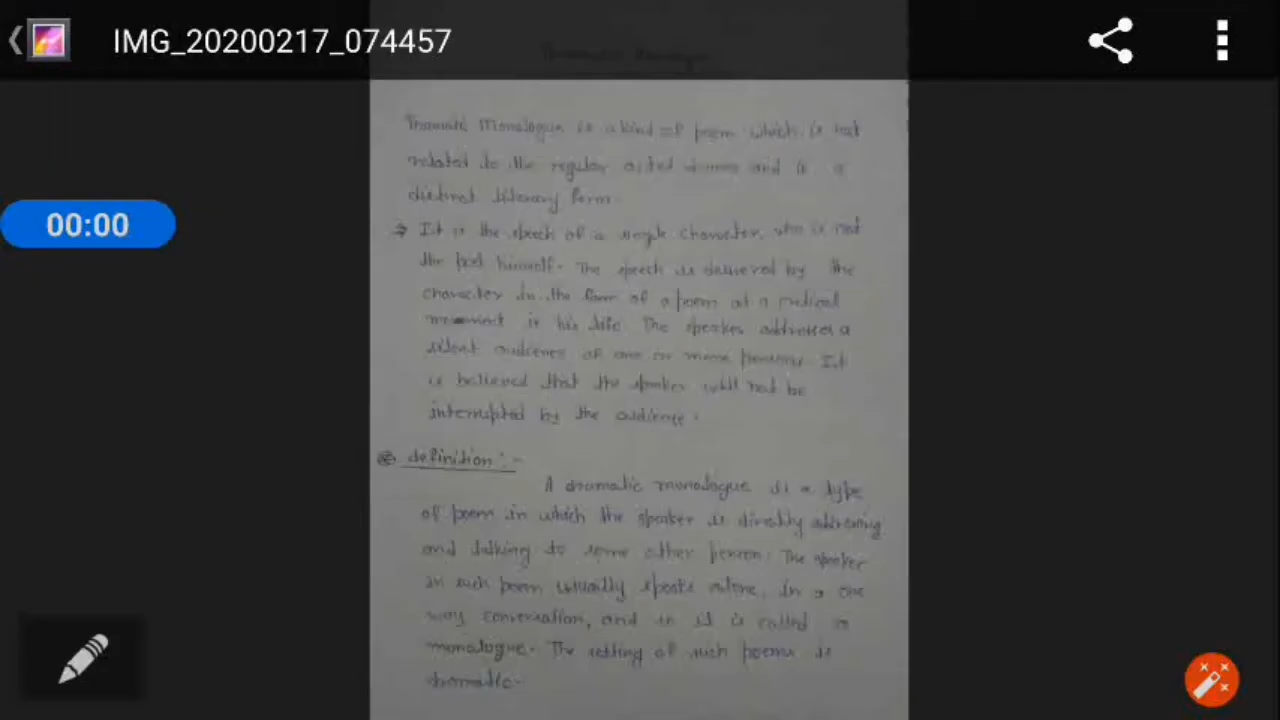 IMG_20200217_074457
Dramatic Monologue
00:00
Dramatic Monologue is a kind of poem which is not
related to the regular acted drama and is a
distinct literary form.
⇒ It is the speech of a single character, who is not
the poet himself. The speech is delivered by the
character in the form of a poem at a critical
moment in his life. The speaker addresses a
silent audience of one or more persons. It
is believed that the speaker will not be
interrupted by the audience.
definition :-
A dramatic monologue is a type
of poem in which the speaker is directly addressing
and talking to some other person. The speaker
in such poem usually speaks alone, in a one
way conversation, and so it is called a
monologue. The setting of such poems is
dramatic.